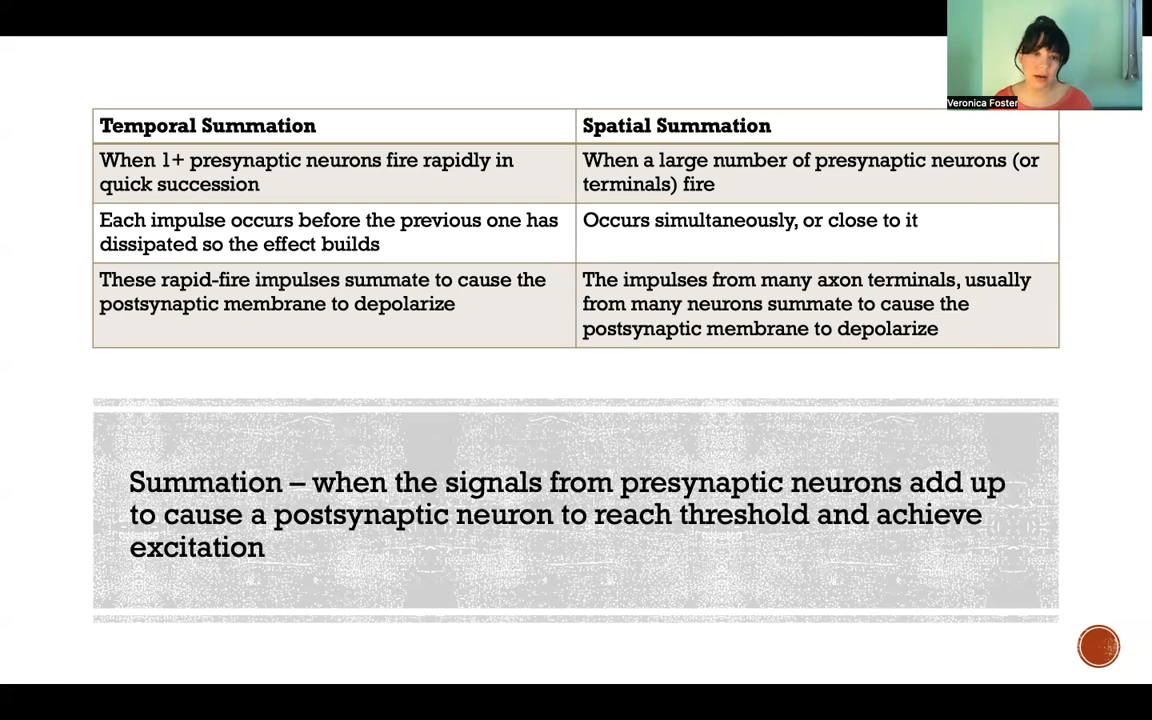 Veronica Foster
Temporal Summation
Spatial Summation
When 1+ presynaptic neurons fire rapidly in
quick succession
When a large number of presynaptic neurons (or
terminals) fire
Each impulse occurs before the previous one has
dissipated so the effect builds
Occurs simultaneously, or close to it
These rapid-fire impulses summate to cause the
postsynaptic membrane to depolarize
The impulses from many axon terminals, usually
from many neurons summate to cause the
postsynaptic membrane to depolarize
Summation – when the signals from presynaptic neurons add up
to cause a postsynaptic neuron to reach threshold and achieve
excitation